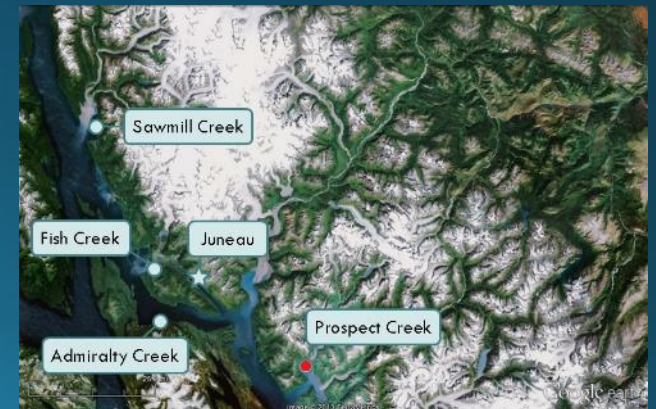 Sawmill Creek
Fish Creek
Juneau
Prospect Creek
Admiralty Creek
Google earth